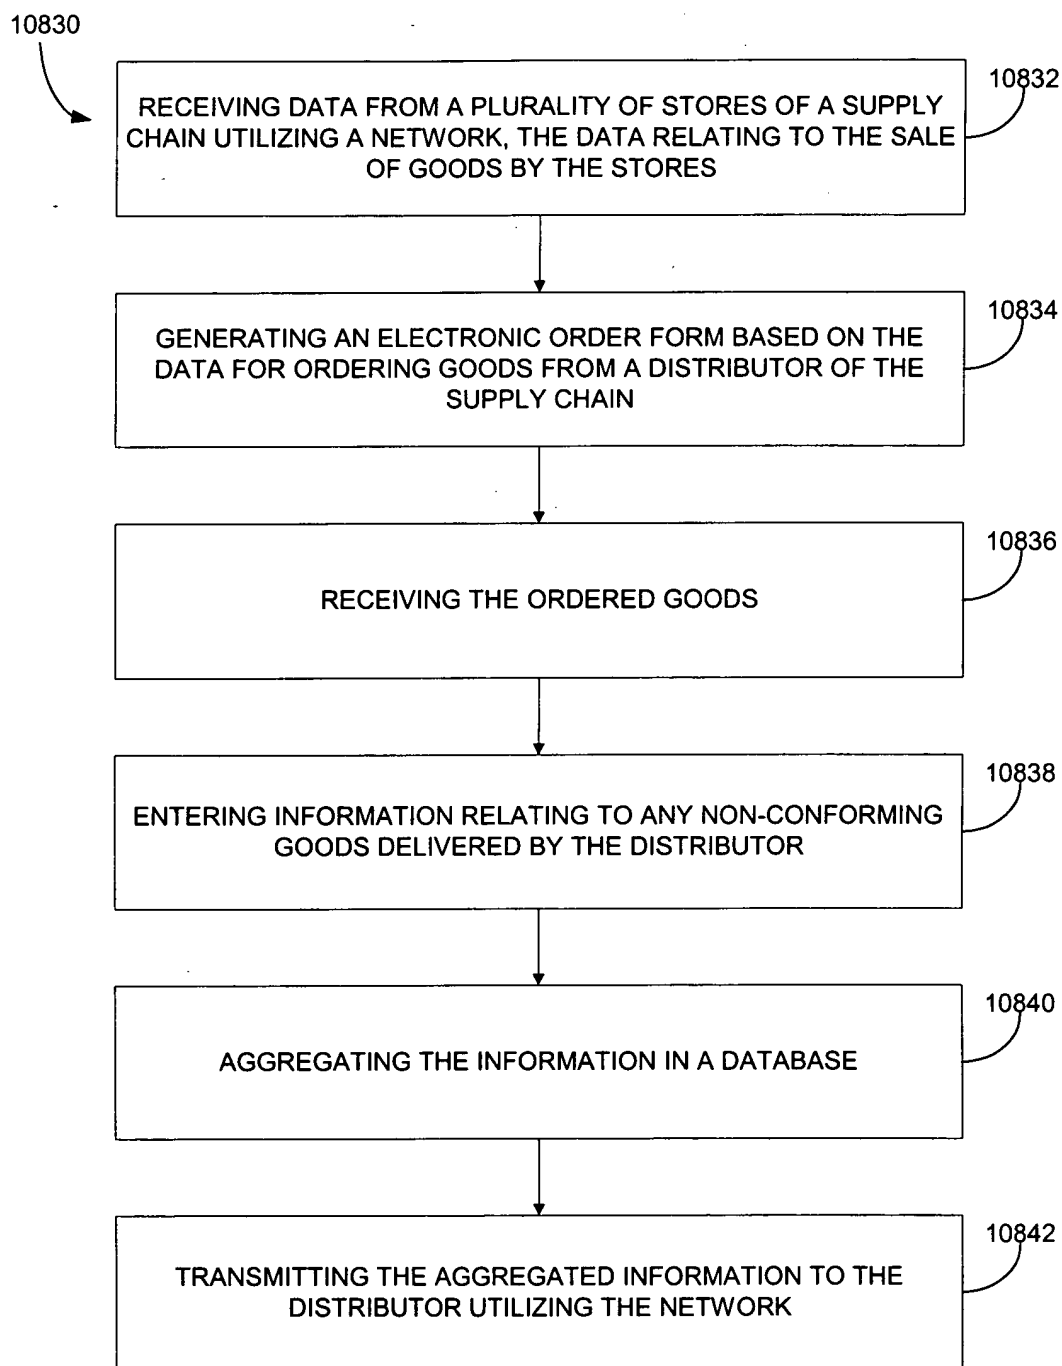 10830
10832
RECEIVING DATA FROM A PLURALITY OF STORES OF A SUPPLY
CHAIN UTILIZING A NETWORK, THE DATA RELATING TO THE SALE
OF GOODS BY THE STORES
10834
GENERATING AN ELECTRONIC ORDER FORM BASED ON THE
DATA FOR ORDERING GOODS FROM A DISTRIBUTOR OF THE
SUPPLY CHAIN
10836
RECEIVING THE ORDERED GOODS
10838
ENTERING INFORMATION RELATING TO ANY NON-CONFORMING
GOODS DELIVERED BY THE DISTRIBUTOR
10840
AGGREGATING THE INFORMATION IN A DATABASE
10842
TRANSMITTING THE AGGREGATED INFORMATION TO THE
DISTRIBUTOR UTILIZING THE NETWORK